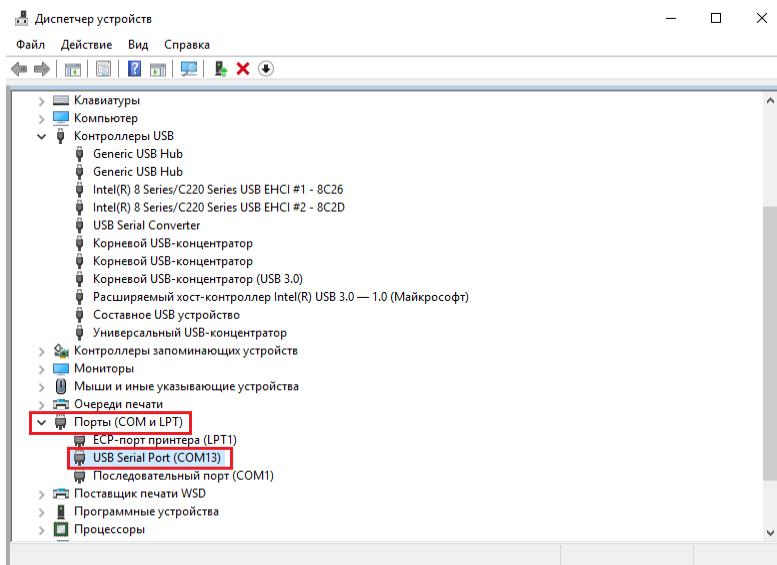 Диспетчер устройств
Файл Действие Вид Справка
Клавиатуры
Компьютер
Контроллеры USB
Generic USB Hub
Generic USB Hub
Intel(R) 8 Series/C220 Series USB EHCI #1 - 8C26
Intel(R) 8 Series/C220 Series USB EHCI #2 - 8C2D
USB Serial Converter
Корневой USB-концентратор
Корневой USB-концентратор
Корневой USB-концентратор (USB 3.0)
Расширяемый хост-контроллер Intel(R) USB 3.0 — 1.0 (Майкрософт)
Составное USB устройство
Универсальный USB-концентратор
Контроллеры запоминающих устройств
Мониторы
Мыши и иные указывающие устройства
Очереди печати
Порты (COM и LPT)
ECP-порт принтера (LPT1)
USB Serial Port (COM13)
Последовательный порт (COM1)
Поставщик печати WSD
Программные устройства
Процессоры